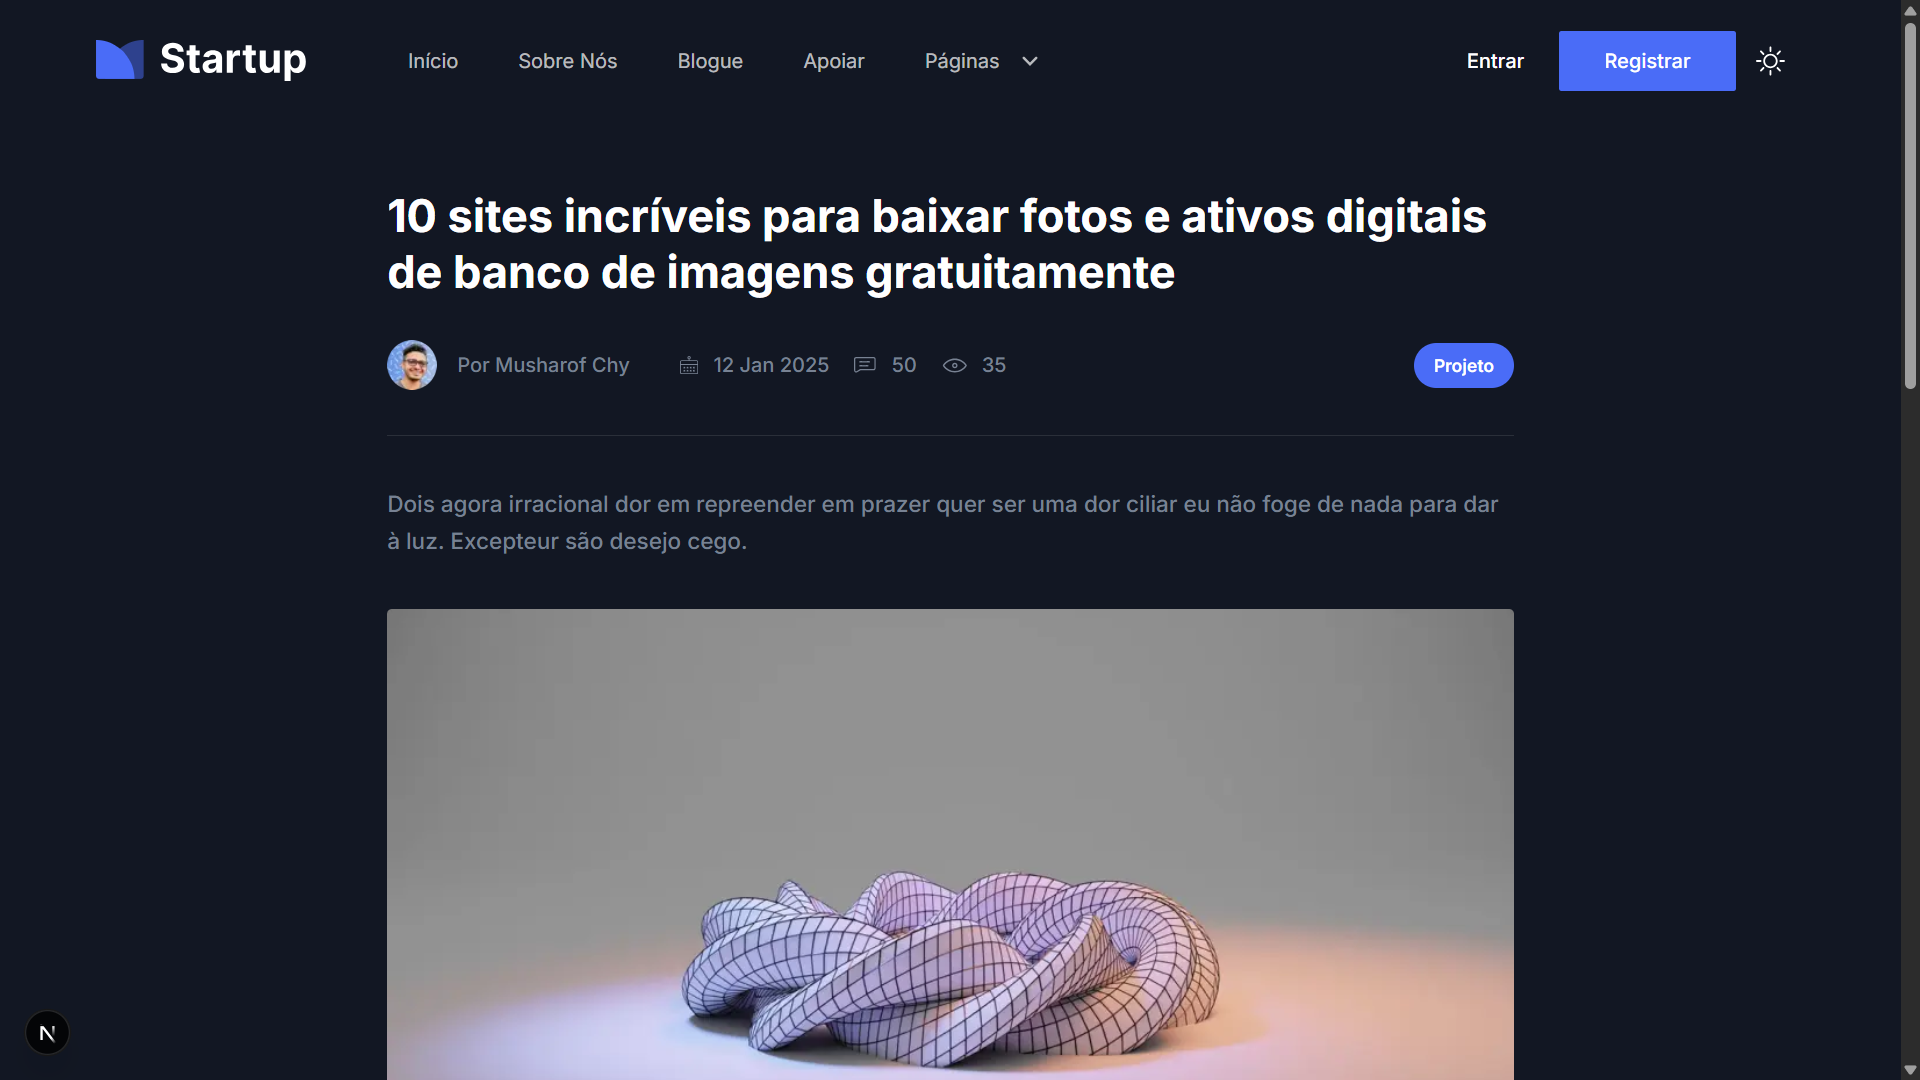 Startup
Início
Sobre Nós
Blogue
Apoiar
Páginas
Entrar
Registrar
10 sites incríveis para baixar fotos e ativos digitais
de banco de imagens gratuitamente
Por Musharof Chy
12 Jan 2025
50
35
Projeto
Dois agora irracional dor em repreender em prazer quer ser uma dor ciliar eu não foge de nada para dar
à luz. Excepteur são desejo cego.
N